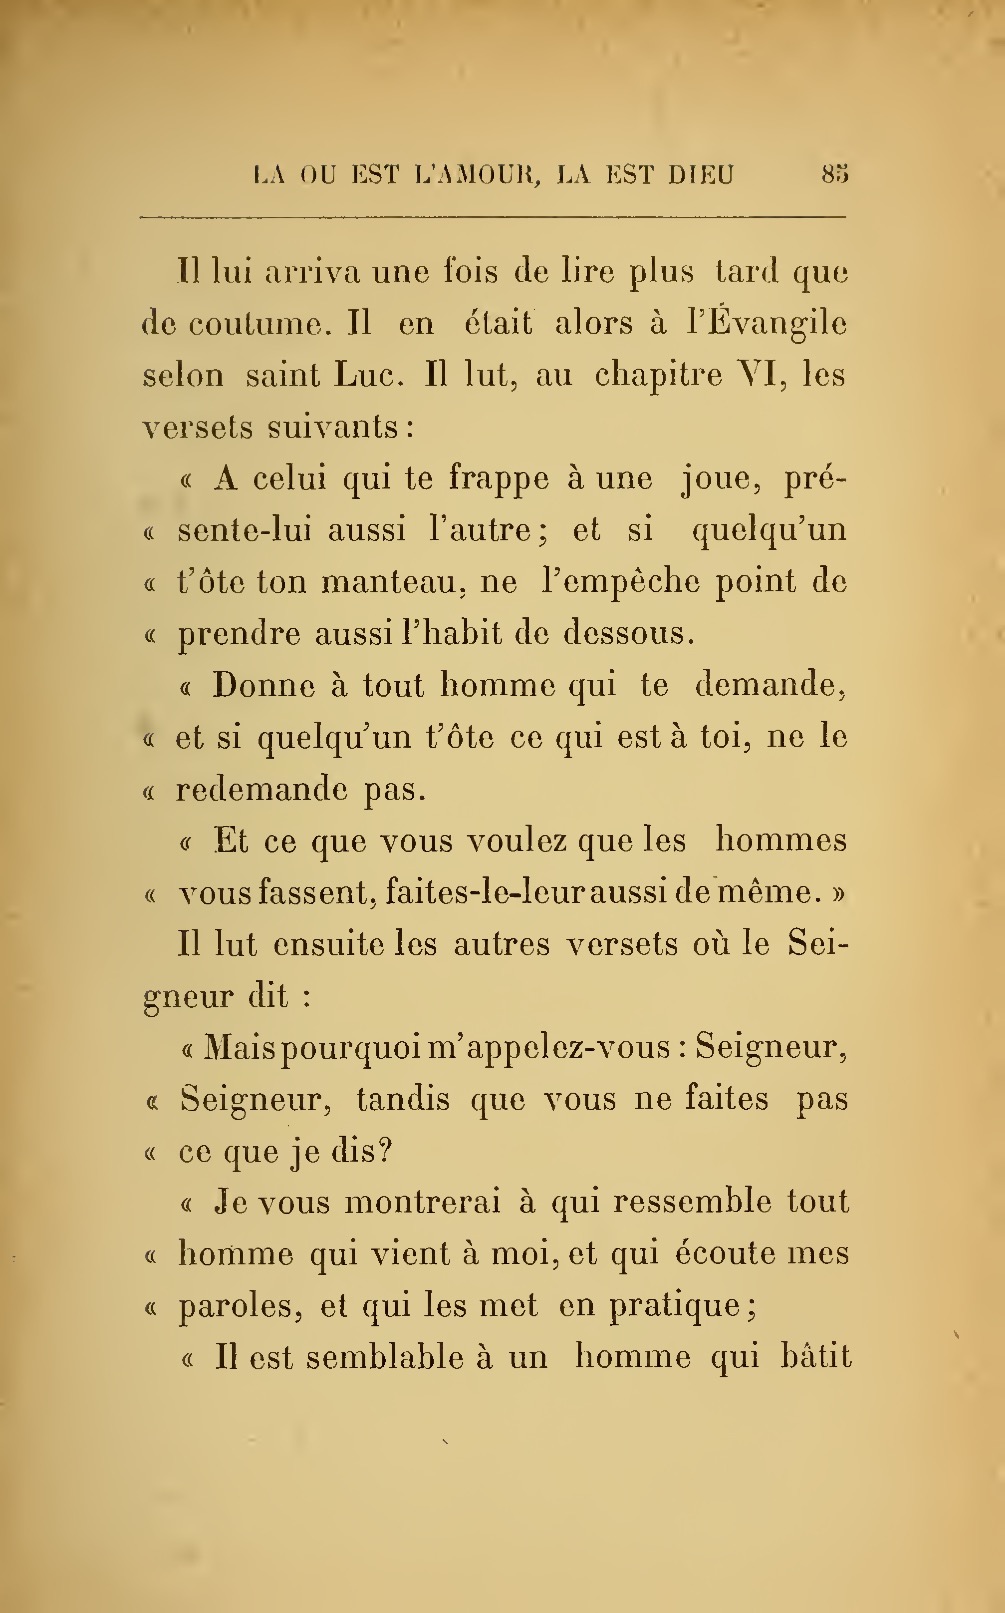 LA OU EST L'AMOUR, LA EST DIEU 85
Il lui arriva une fois de lire plus tard que
de coutume. Il en était alors à l'Évangile
selon saint Luc. Il lut, au chapitre VI, les
versets suivants :
« A celui qui te frappe à une joue, pré-
« sente-lui aussi l'autre ; et si quelqu'un
« t'ôte ton manteau, ne l'empêche point de
« prendre aussi l'habit de dessous.
« Donne à tout homme qui te demande,
« et si quelqu'un t'ôte ce qui est à toi, ne le
« redemande pas.
« Et ce que vous voulez que les hommes
« vous fassent, faites-le-leur aussi de même. »
Il lut ensuite les autres versets où le Sei-
gneur dit :
« Mais pourquoi m'appelez-vous : Seigneur,
« Seigneur, tandis que vous ne faites pas
« ce que je dis?
« Je vous montrerai à qui ressemble tout
« homme qui vient à moi, et qui écoute mes
« paroles, et qui les met en pratique ;
« Il est semblable à un homme qui bâtit